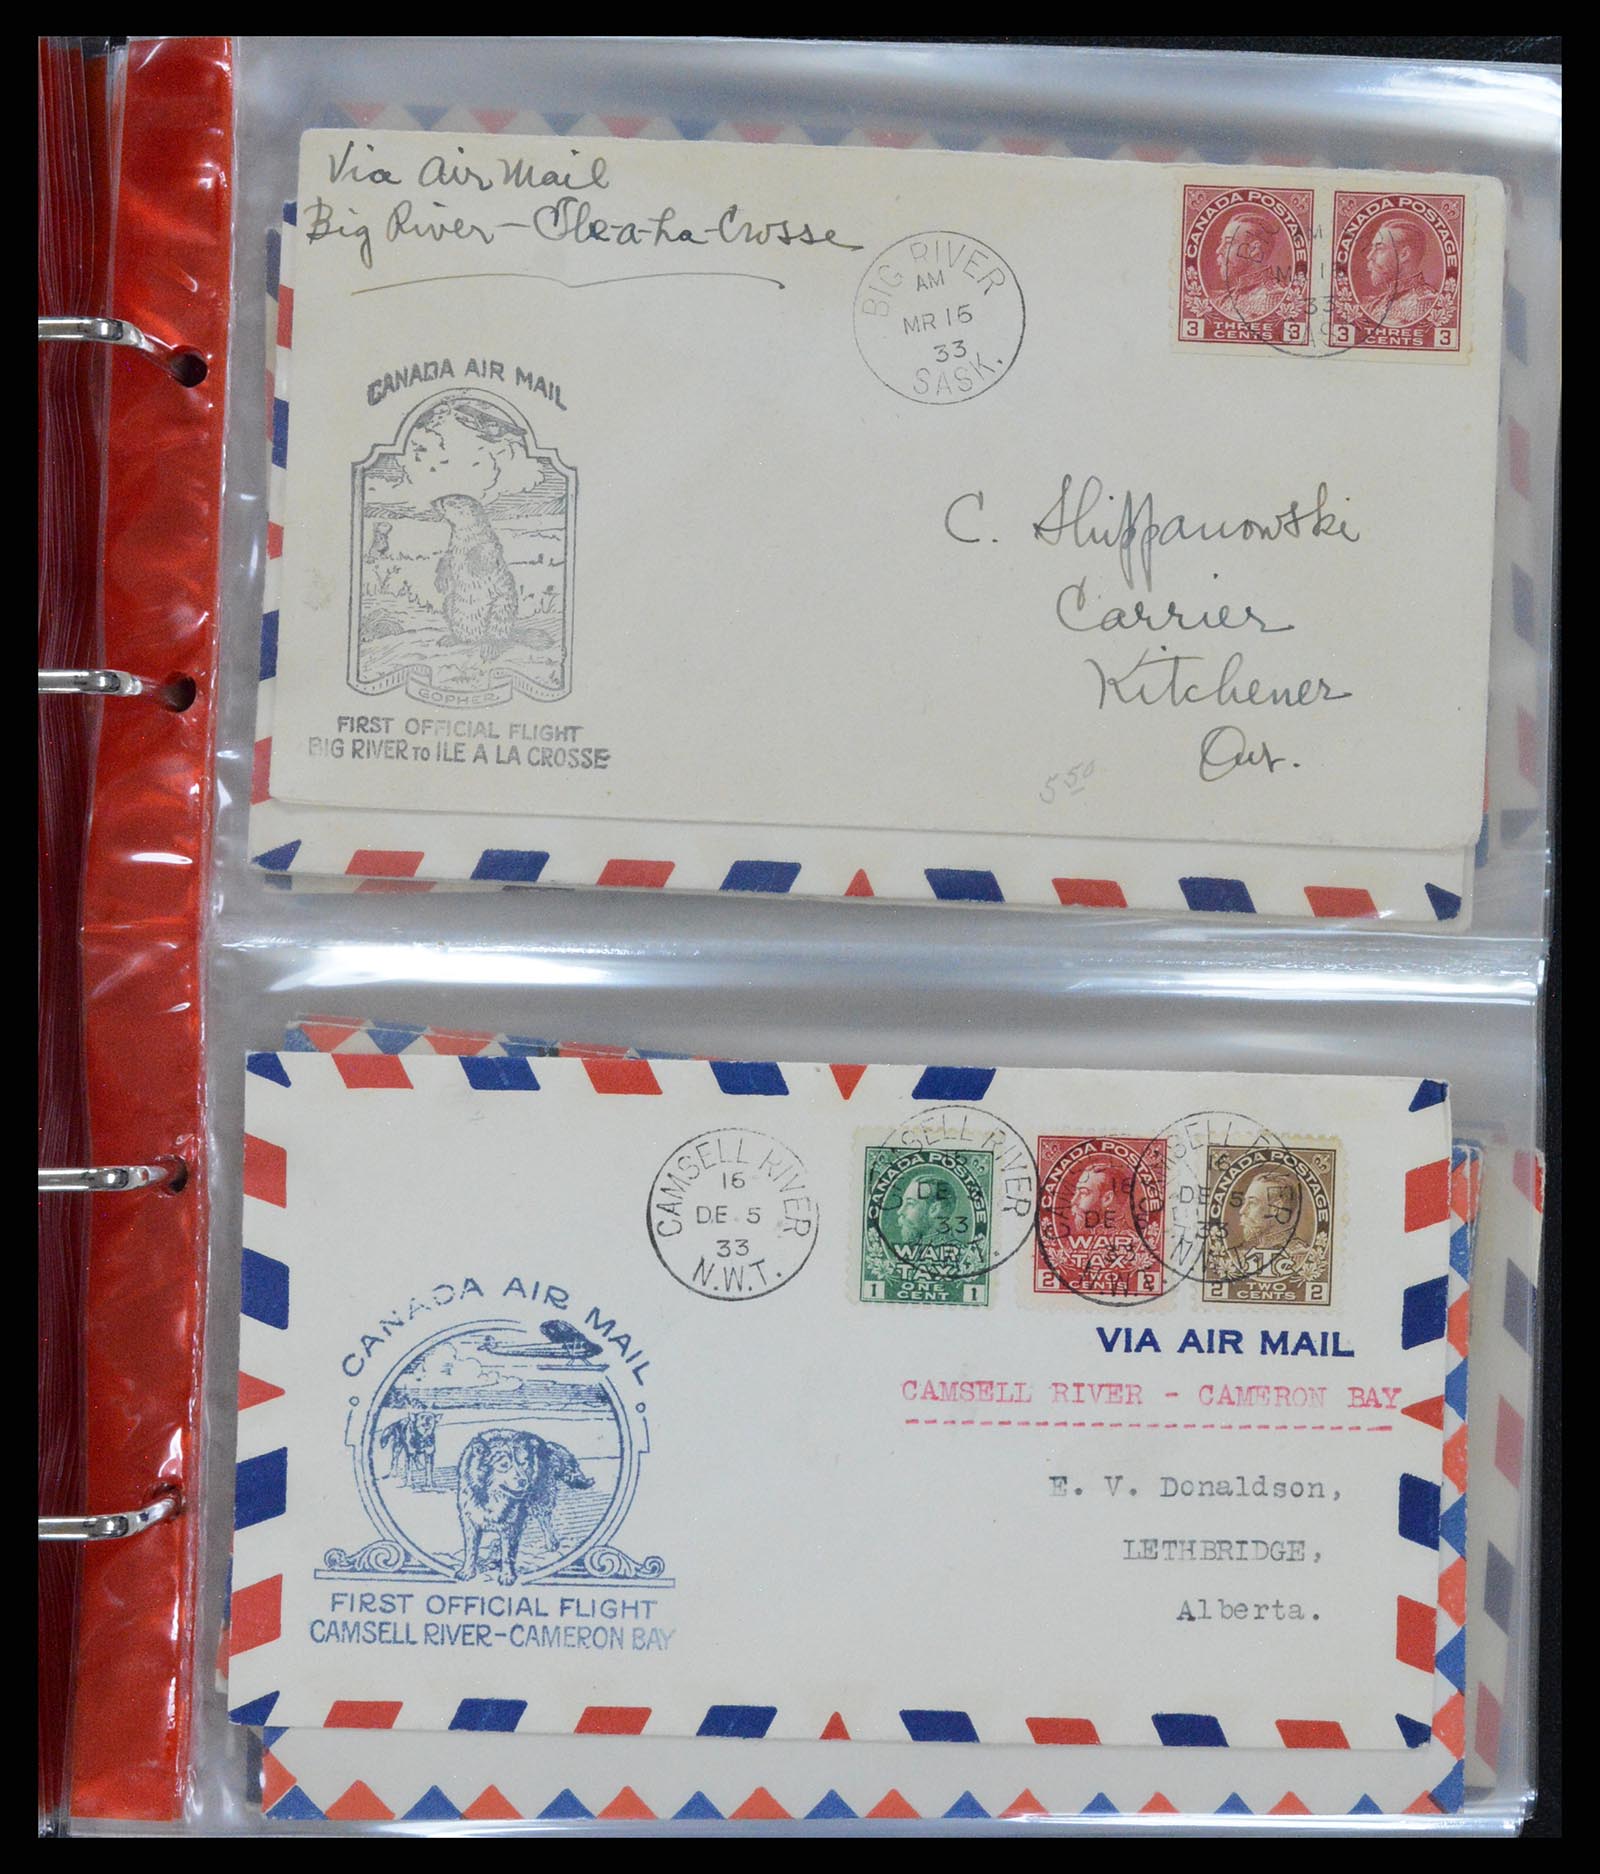 Via Air Mail
Big River - Ile-a-La-Crosse
BIG RIVER
AM
MR 15
33
SASK.
CANADA POSTAGE
3 THREE CENTS 3
CANADA POSTAGE
3 THREE CENTS 3
CANADA AIR MAIL
GOPHER
FIRST OFFICIAL FLIGHT
BIG RIVER TO ILE A LA CROSSE
C.
Carrier
Kitchener
Ont.
5 50
CAMSELL RIVER
16
DE 5
33
N.W.T.
CANADA POSTAGE
WAR
TAX
1 ONE CENT 1
CANADA POSTAGE
WAR
TAX
2 TWO CENTS 2
CANADA POSTAGE
1Tc
2 TWO CENTS 2
VIA AIR MAIL
CAMSELL RIVER - CAMERON BAY
E. V. Donaldson,
LETHBRIDGE,
Alberta.
CANADA AIR MAIL
FIRST OFFICIAL FLIGHT
CAMSELL RIVER-CAMERON BAY